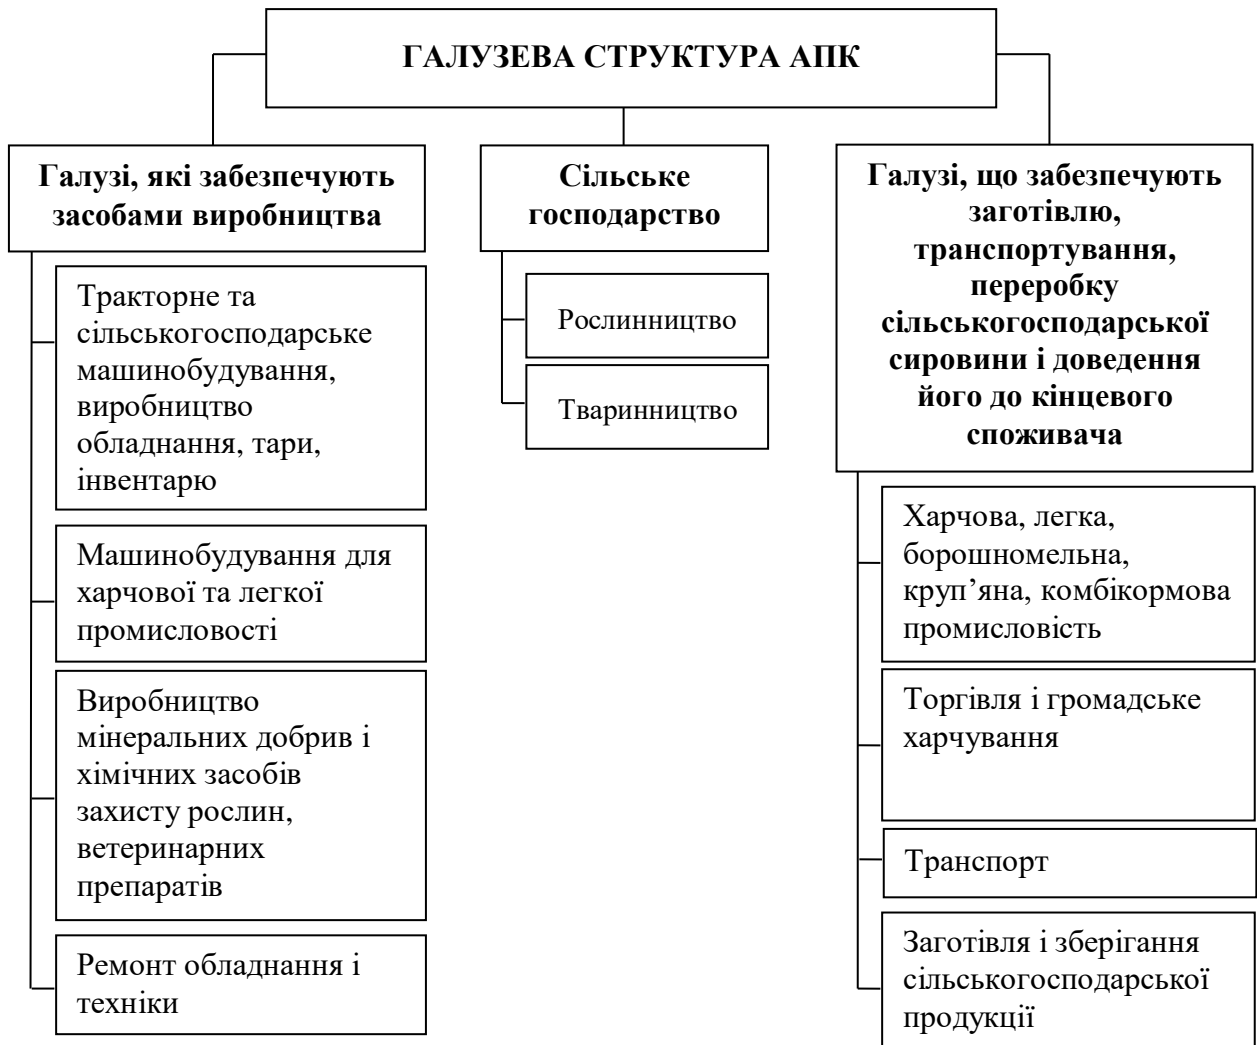 ГАЛУЗЕВА СТРУКТУРА АПК
Галузі, які забезпечують
засобами виробництва
Тракторне та
сільськогосподарське
машинобудування,
виробництво
обладнання, тари,
інвентарю
Машинобудування для
харчової та легкої
промисловості
Виробництво
мінеральних добрив і
хімічних засобів
захисту рослин,
ветеринарних
препаратів
Ремонт обладнання і
техніки
Сільське
господарство
Рослинництво
Тваринництво
Галузі, що забезпечують
заготівлю,
транспортування,
переробку
сільськогосподарської
сировини і доведення
його до кінцевого
споживача
Харчова, легка,
борошномельна,
круп’яна, комбікормова
промисловість
Торгівля і громадське
харчування
Транспорт
Заготівля і зберігання
сільськогосподарської
продукції